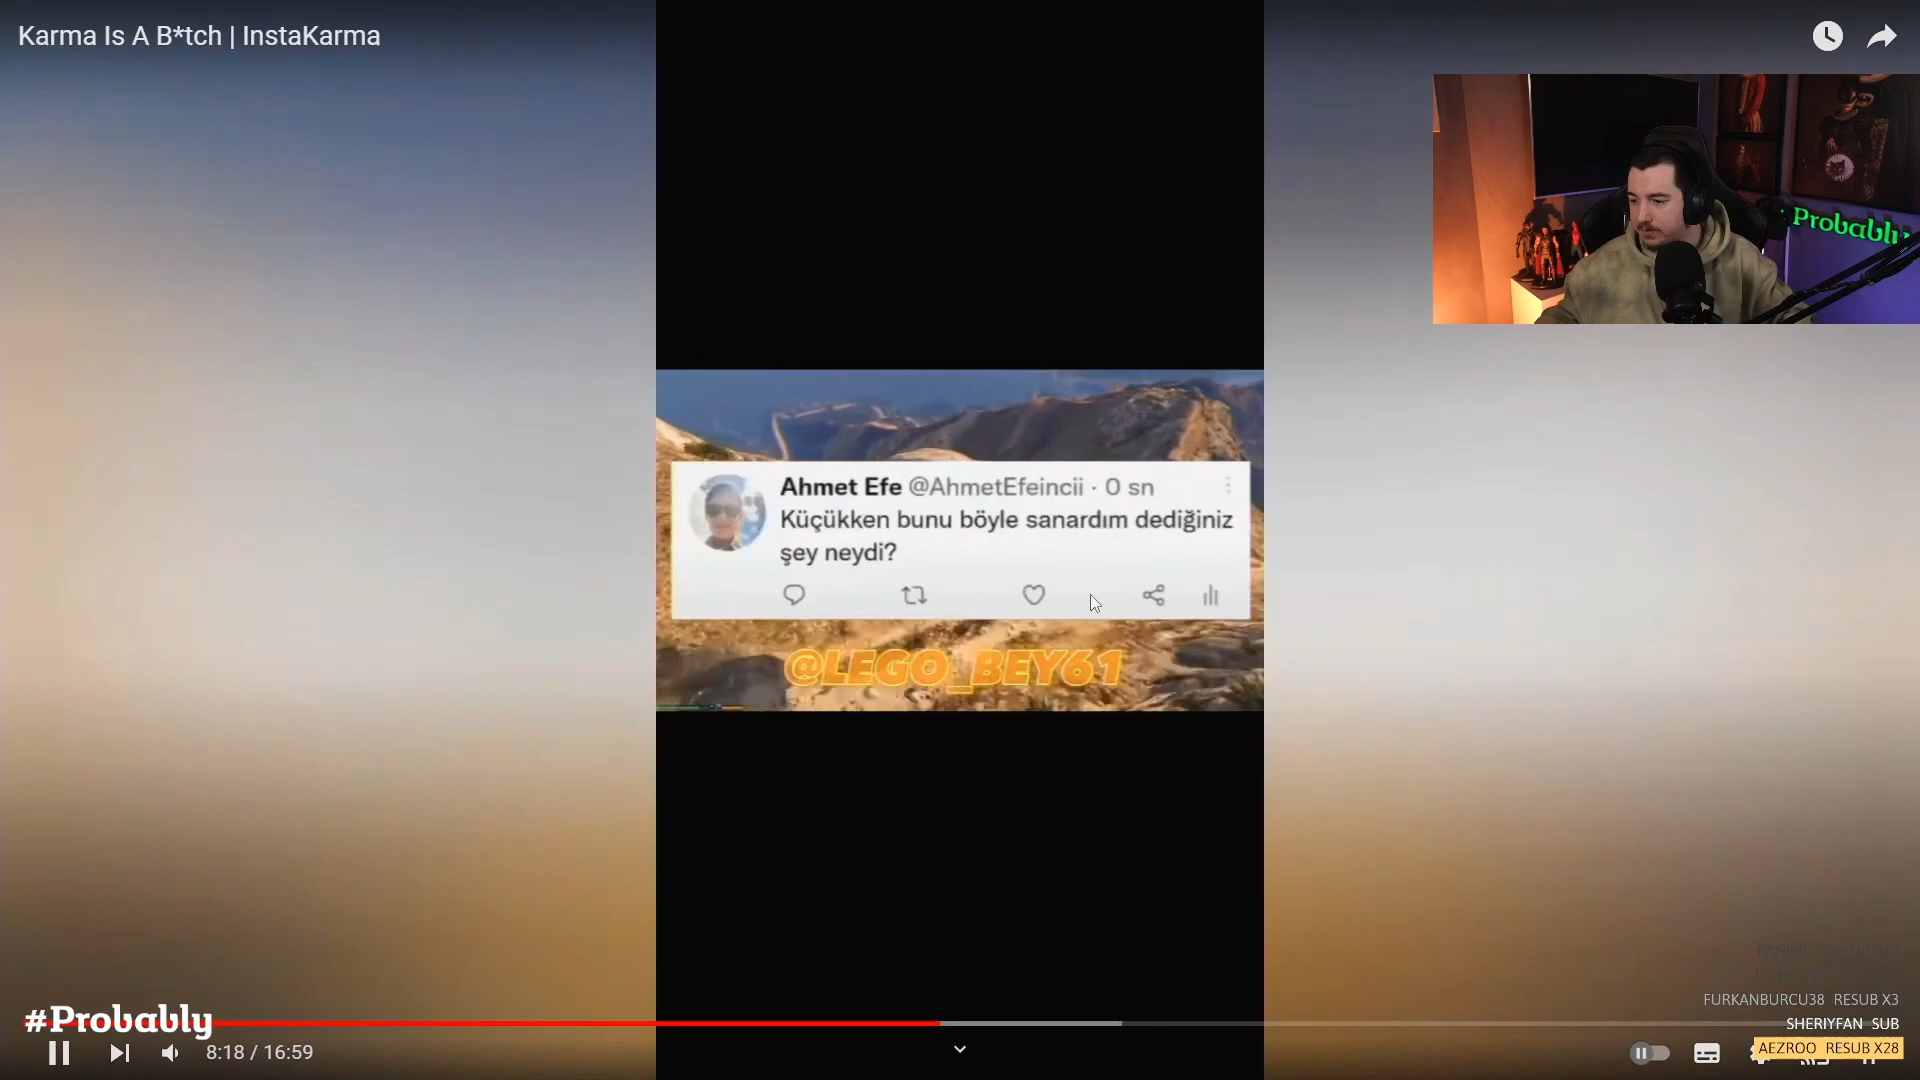 Karma Is A B*tch | InstaKarma
Probably
Ahmet Efe @AhmetEfeincii · 0 sn
Küçükken bunu böyle sanardım dediğiniz
şey neydi?
@LEGO_BEY61
FURKANBURCU38 RESUB X3
SHERIYFAN SUB
AEZROO RESUB X28
#Probably
8:18 / 16:59